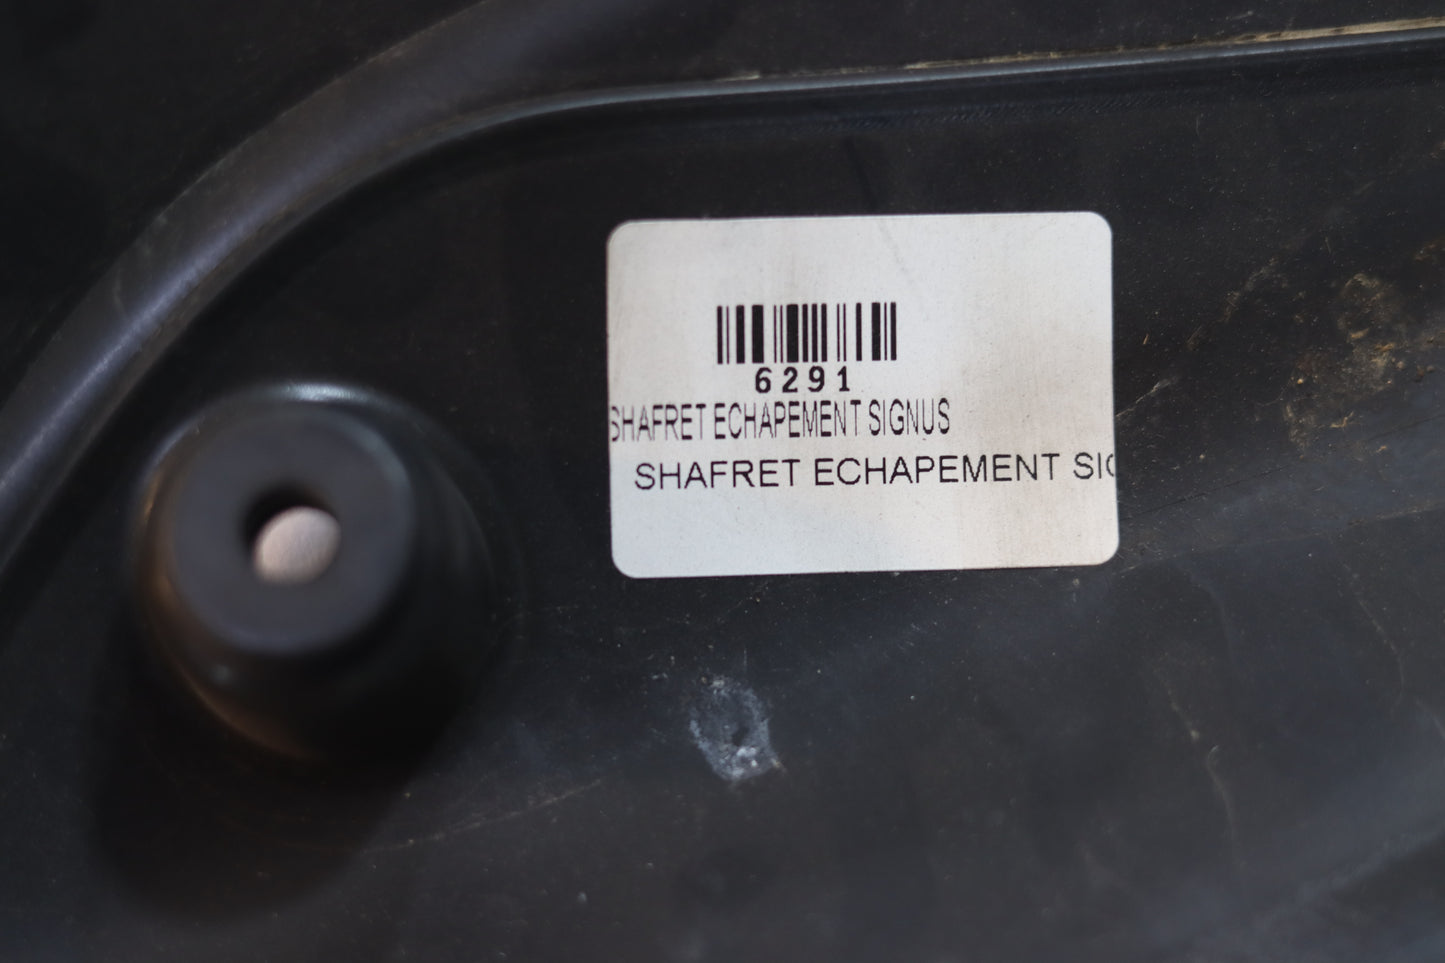 6291
SHAFRET ECHAPEMENT SIGNUS
SHAFRET ECHAPEMENT SIG